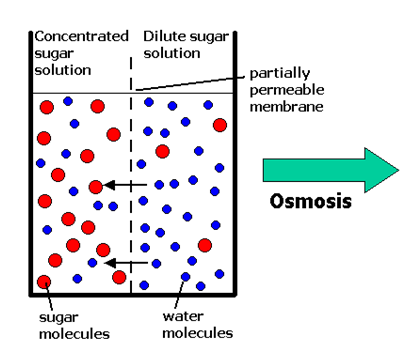 Concentrated
sugar
solution
Dilute sugar
solution
partially
permeable
membrane
Osmosis
sugar
molecules
water
molecules